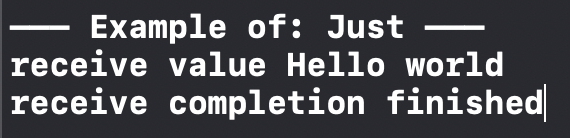 ——— Example of: Just ———
receive value Hello world
receive completion finished